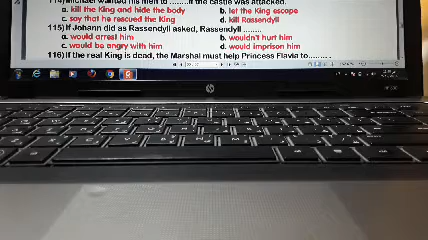 114) Michael wanted his men to ........ if the castle was attacked.
a. kill the King and hide the body b. let the King escape
c. say that he rescued the King d. kill Rassendyll
115) If Johann did as Rassendyll asked, Rassendyll ........
a. would arrest him b. wouldn't hurt him
c. would be angry with him d. would imprison him
116) If the real King is dead, the Marshal must help Princess Flavia to........ .
hp